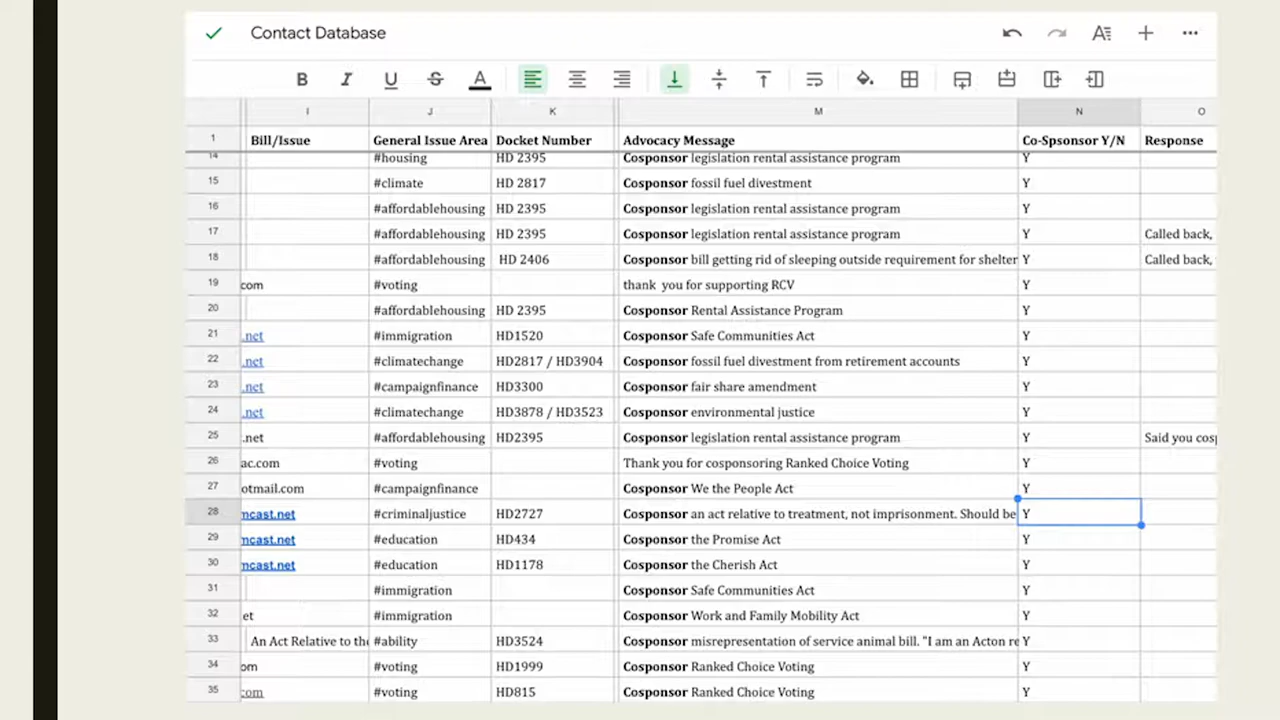 Contact Database
B I U S A
I J K M N O
1 Bill/Issue General Issue Area Docket Number Advocacy Message Co-Spsonsor Y/N Response
14 #housing HD 2395 Cosponsor legislation rental assistance program Y
15 #climate HD 2817 Cosponsor fossil fuel divestment Y
16 #affordablehousing HD 2395 Cosponsor legislation rental assistance program Y
17 #affordablehousing HD 2395 Cosponsor legislation rental assistance program Y Called back,
18 #affordablehousing HD 2406 Cosponsor bill getting rid of sleeping outside requirement for shelter Y Called back,
19 com #voting thank you for supporting RCV Y
20 #affordablehousing HD 2395 Cosponsor Rental Assistance Program Y
21 .net #immigration HD1520 Cosponsor Safe Communities Act Y
22 .net #climatechange HD2817 / HD3904 Cosponsor fossil fuel divestment from retirement accounts Y
23 .net #campaignfinance HD3300 Cosponsor fair share amendment Y
24 .net #climatechange HD3878 / HD3523 Cosponsor environmental justice Y
25 .net #affordablehousing HD2395 Cosponsor legislation rental assistance program Y Said you cosp
26 ac.com #voting Thank you for cosponsoring Ranked Choice Voting Y
27 otmail.com #campaignfinance Cosponsor We the People Act Y
28 mcast.net #criminaljustice HD2727 Cosponsor an act relative to treatment, not imprisonment. Should be Y
29 mcast.net #education HD434 Cosponsor the Promise Act Y
30 mcast.net #education HD1178 Cosponsor the Cherish Act Y
31 #immigration Cosponsor Safe Communities Act Y
32 et #immigration Cosponsor Work and Family Mobility Act Y
33 An Act Relative to the #ability HD3524 Cosponsor misrepresentation of service animal bill. "I am an Acton re Y
34 om #voting HD1999 Cosponsor Ranked Choice Voting Y
35 com #voting HD815 Cosponsor Ranked Choice Voting Y